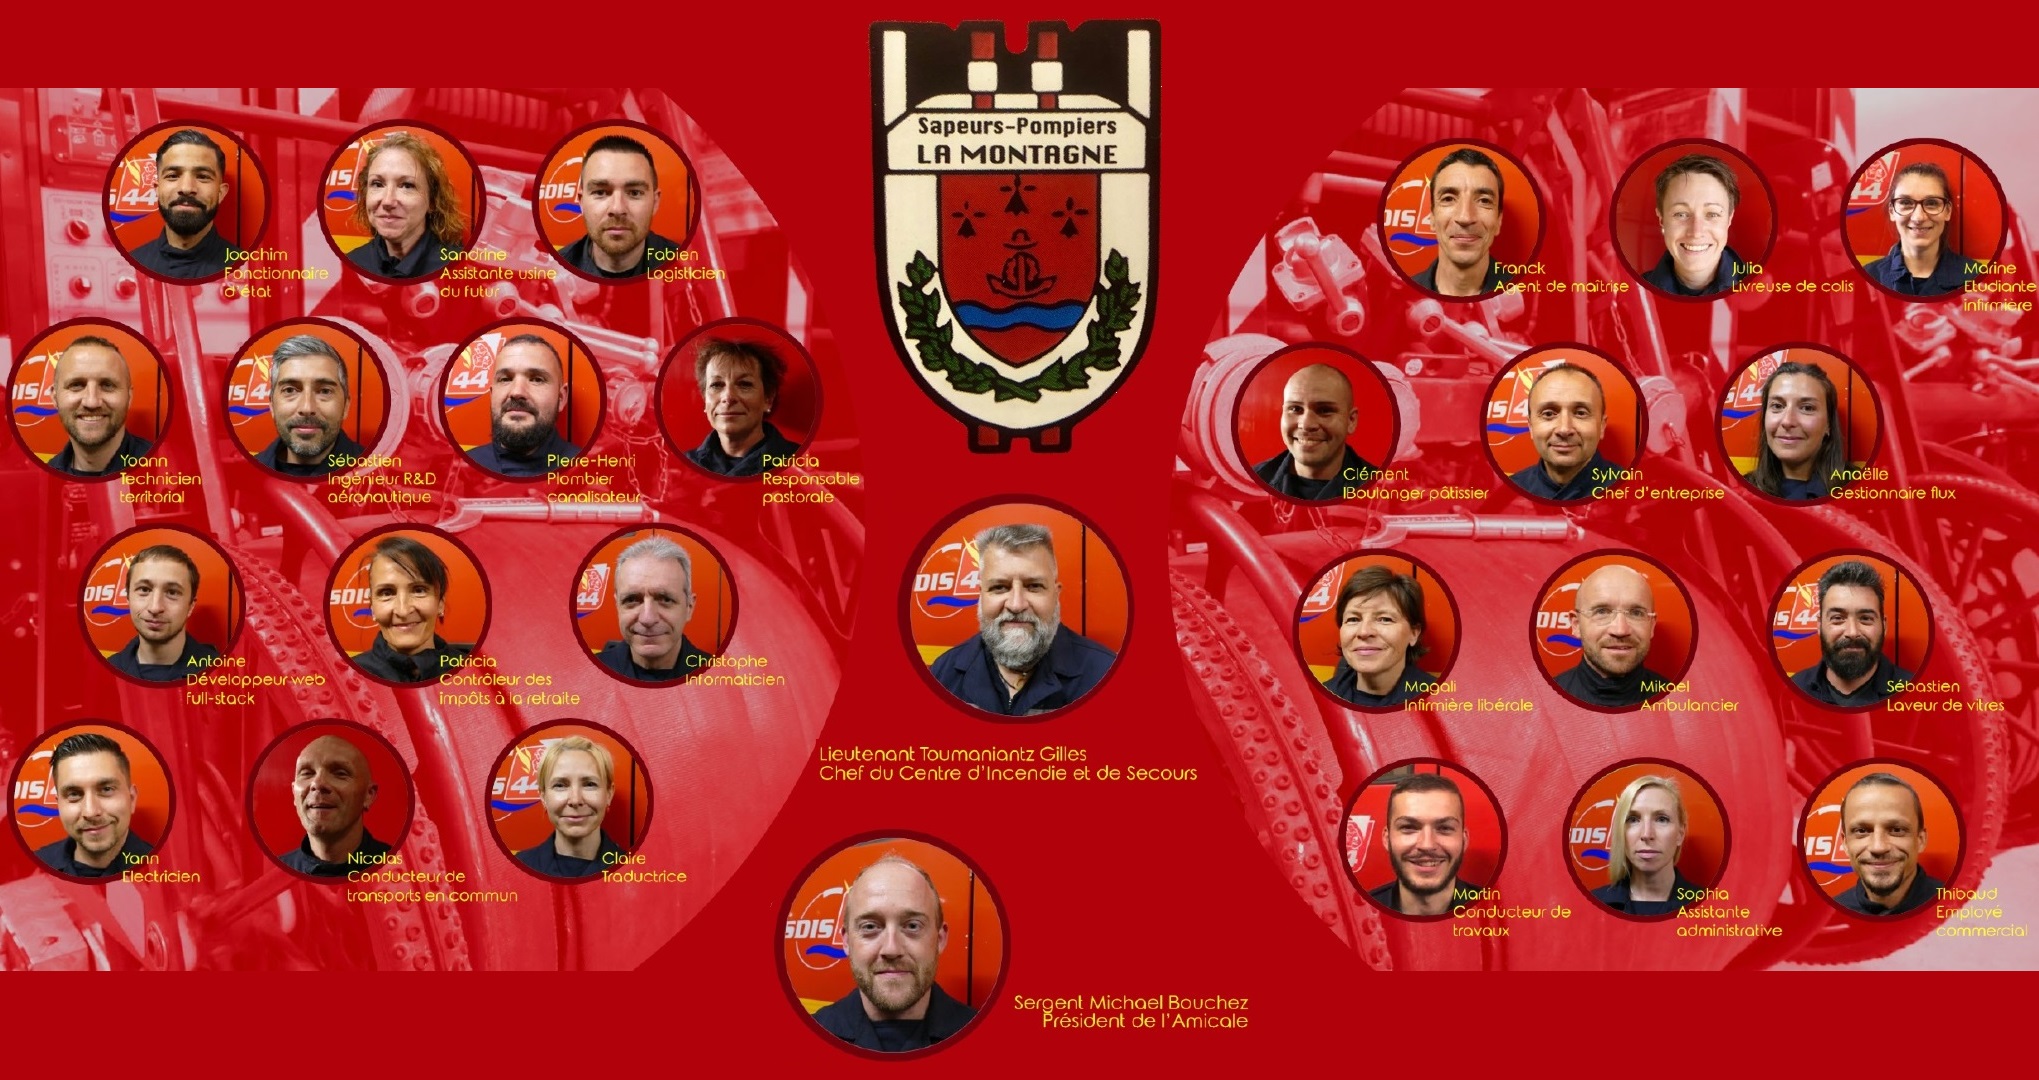 Sapeurs-Pompiers
LA MONTAGNE
Joachim
Fonctionnaire
d'état
Sandrine
Assistante usine
du futur
Fabien
Logisticien
Franck
Agent de maîtrise
Julia
Livreuse de colis
Marine
Etudiante
infirmière
Yoann
Technicien
territorial
Sébastien
Ingénieur R&D
aéronautique
PIerre-Henri
Plombier
canalisateur
Patricia
Responsable
pastorale
Clément
IBoulanger pâtissier
Sylvain
Chef d'entreprise
Anaëlle
Gestionnaire flux
Antoine
Développeur web
full-stack
Patricia
Contrôleur des
impôts à la retraite
Christophe
Informaticien
Magali
Infirmière libérale
Mikael
Ambulancier
Sébastien
Laveur de vitres
Lieutenant Toumaniantz Gilles
Chef du Centre d'Incendie et de Secours
Yann
Electricien
Nicolas
Conducteur de
transports en commun
Claire
Traductrice
Martin
Conducteur de
travaux
Sophia
Assistante
administrative
Thibaud
Employé
commercial
Sergent Michael Bouchez
Président de l'Amicale
SDIS
44